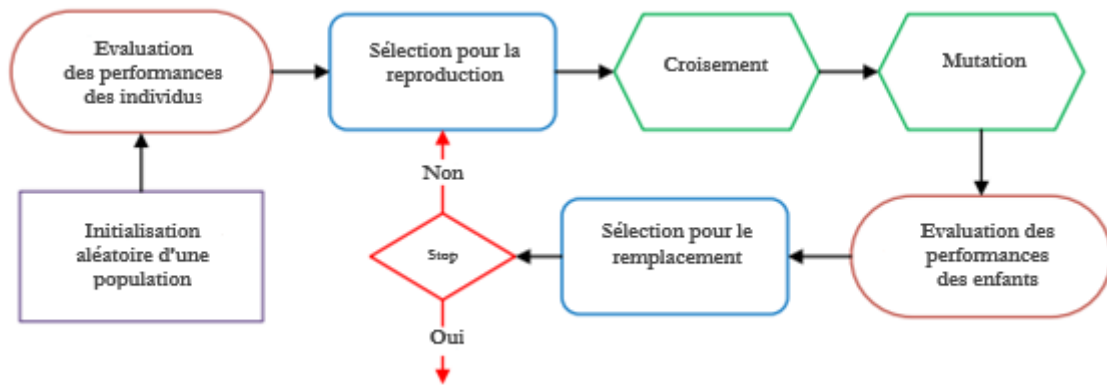 Evaluation
des performances
des individus
Sélection pour la
reproduction
Croisement
Mutation
Non
Initialisation
aléatoire d'une
population
Stop
Sélection pour le
remplacement
Evaluation des
performances
des enfants
Oui